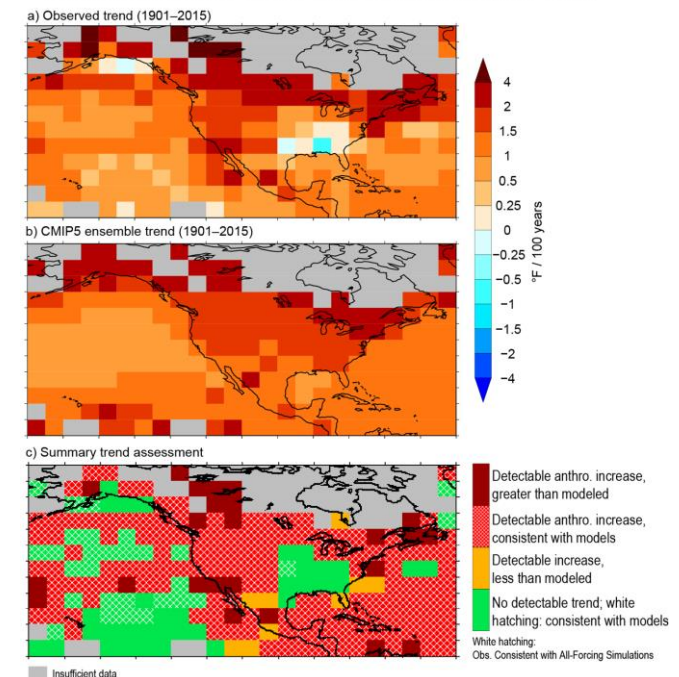 a) Observed trend (1901–2015)
4
2
1.5
1
0.5
0.25
0
−0.25
−0.5
−1
−1.5
−2
−4
°F / 100 years
b) CMIP5 ensemble trend (1901–2015)
c) Summary trend assessment
Detectable anthro. increase,
greater than modeled
Detectable anthro. increase,
consistent with models
Detectable increase,
less than modeled
No detectable trend; white
hatching: consistent with models
White hatching:
Obs. Consistent with All-Forcing Simulations
Insufficient data